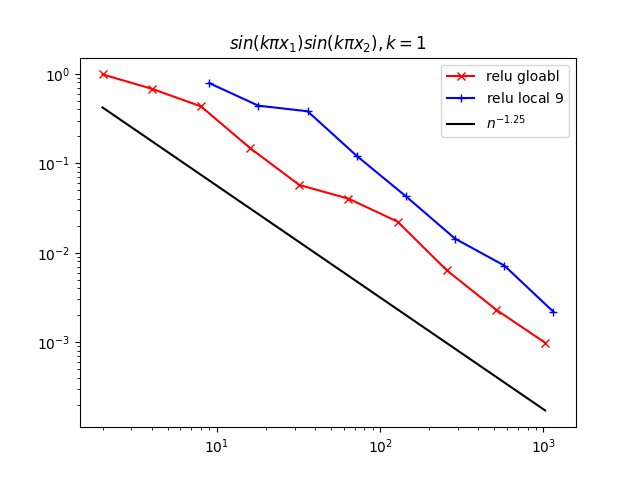 sin(kπx₁)sin(kπx₂), k = 1
10⁰
10⁻¹
10⁻²
10⁻³
relu gloabl
relu local 9
n⁻¹·²⁵
10¹
10²
10³